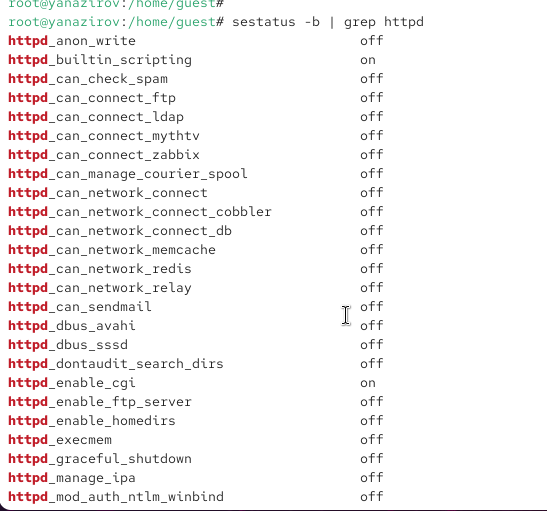 root@yanazirov:/home/guest#
root@yanazirov:/home/guest# sestatus -b | grep httpd
httpd_anon_write off
httpd_builtin_scripting on
httpd_can_check_spam off
httpd_can_connect_ftp off
httpd_can_connect_ldap off
httpd_can_connect_mythtv off
httpd_can_connect_zabbix off
httpd_can_manage_courier_spool off
httpd_can_network_connect off
httpd_can_network_connect_cobbler off
httpd_can_network_connect_db off
httpd_can_network_memcache off
httpd_can_network_redis off
httpd_can_network_relay off
httpd_can_sendmail off
httpd_dbus_avahi off
httpd_dbus_sssd off
httpd_dontaudit_search_dirs off
httpd_enable_cgi on
httpd_enable_ftp_server off
httpd_enable_homedirs off
httpd_execmem off
httpd_graceful_shutdown off
httpd_manage_ipa off
httpd_mod_auth_ntlm_winbind off